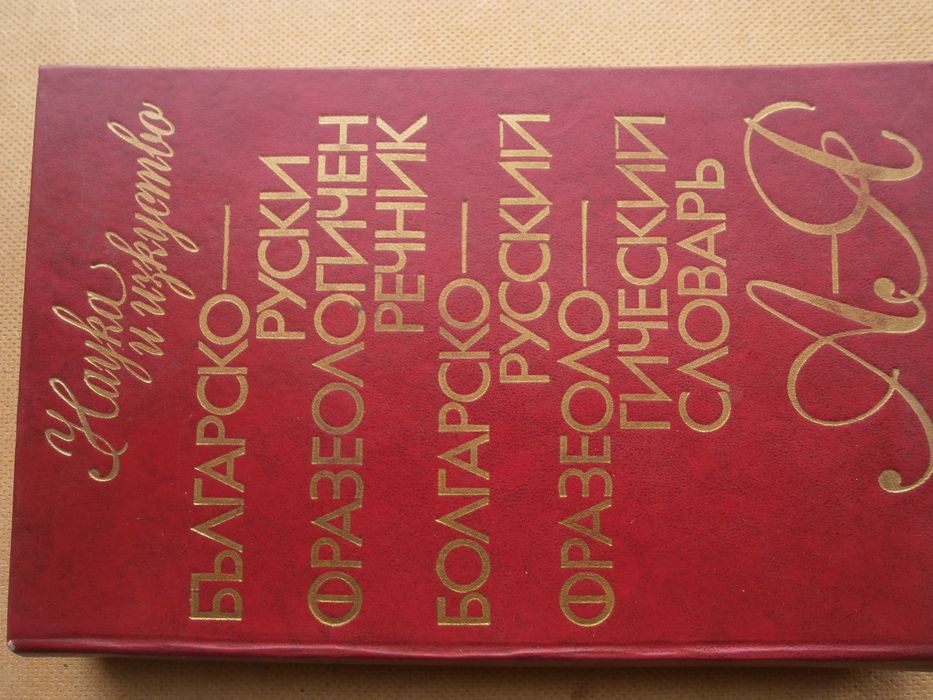 Наука
и изкуство
БЪЛГАРСКО–
РУСКИ
ФРАЗЕОЛОГИЧЕН
РЕЧНИК
БОЛГАРСКО–
РУССКИЙ
ФРАЗЕОЛО–
ГИЧЕСКИЙ
СЛОВАРЬ
А–Я